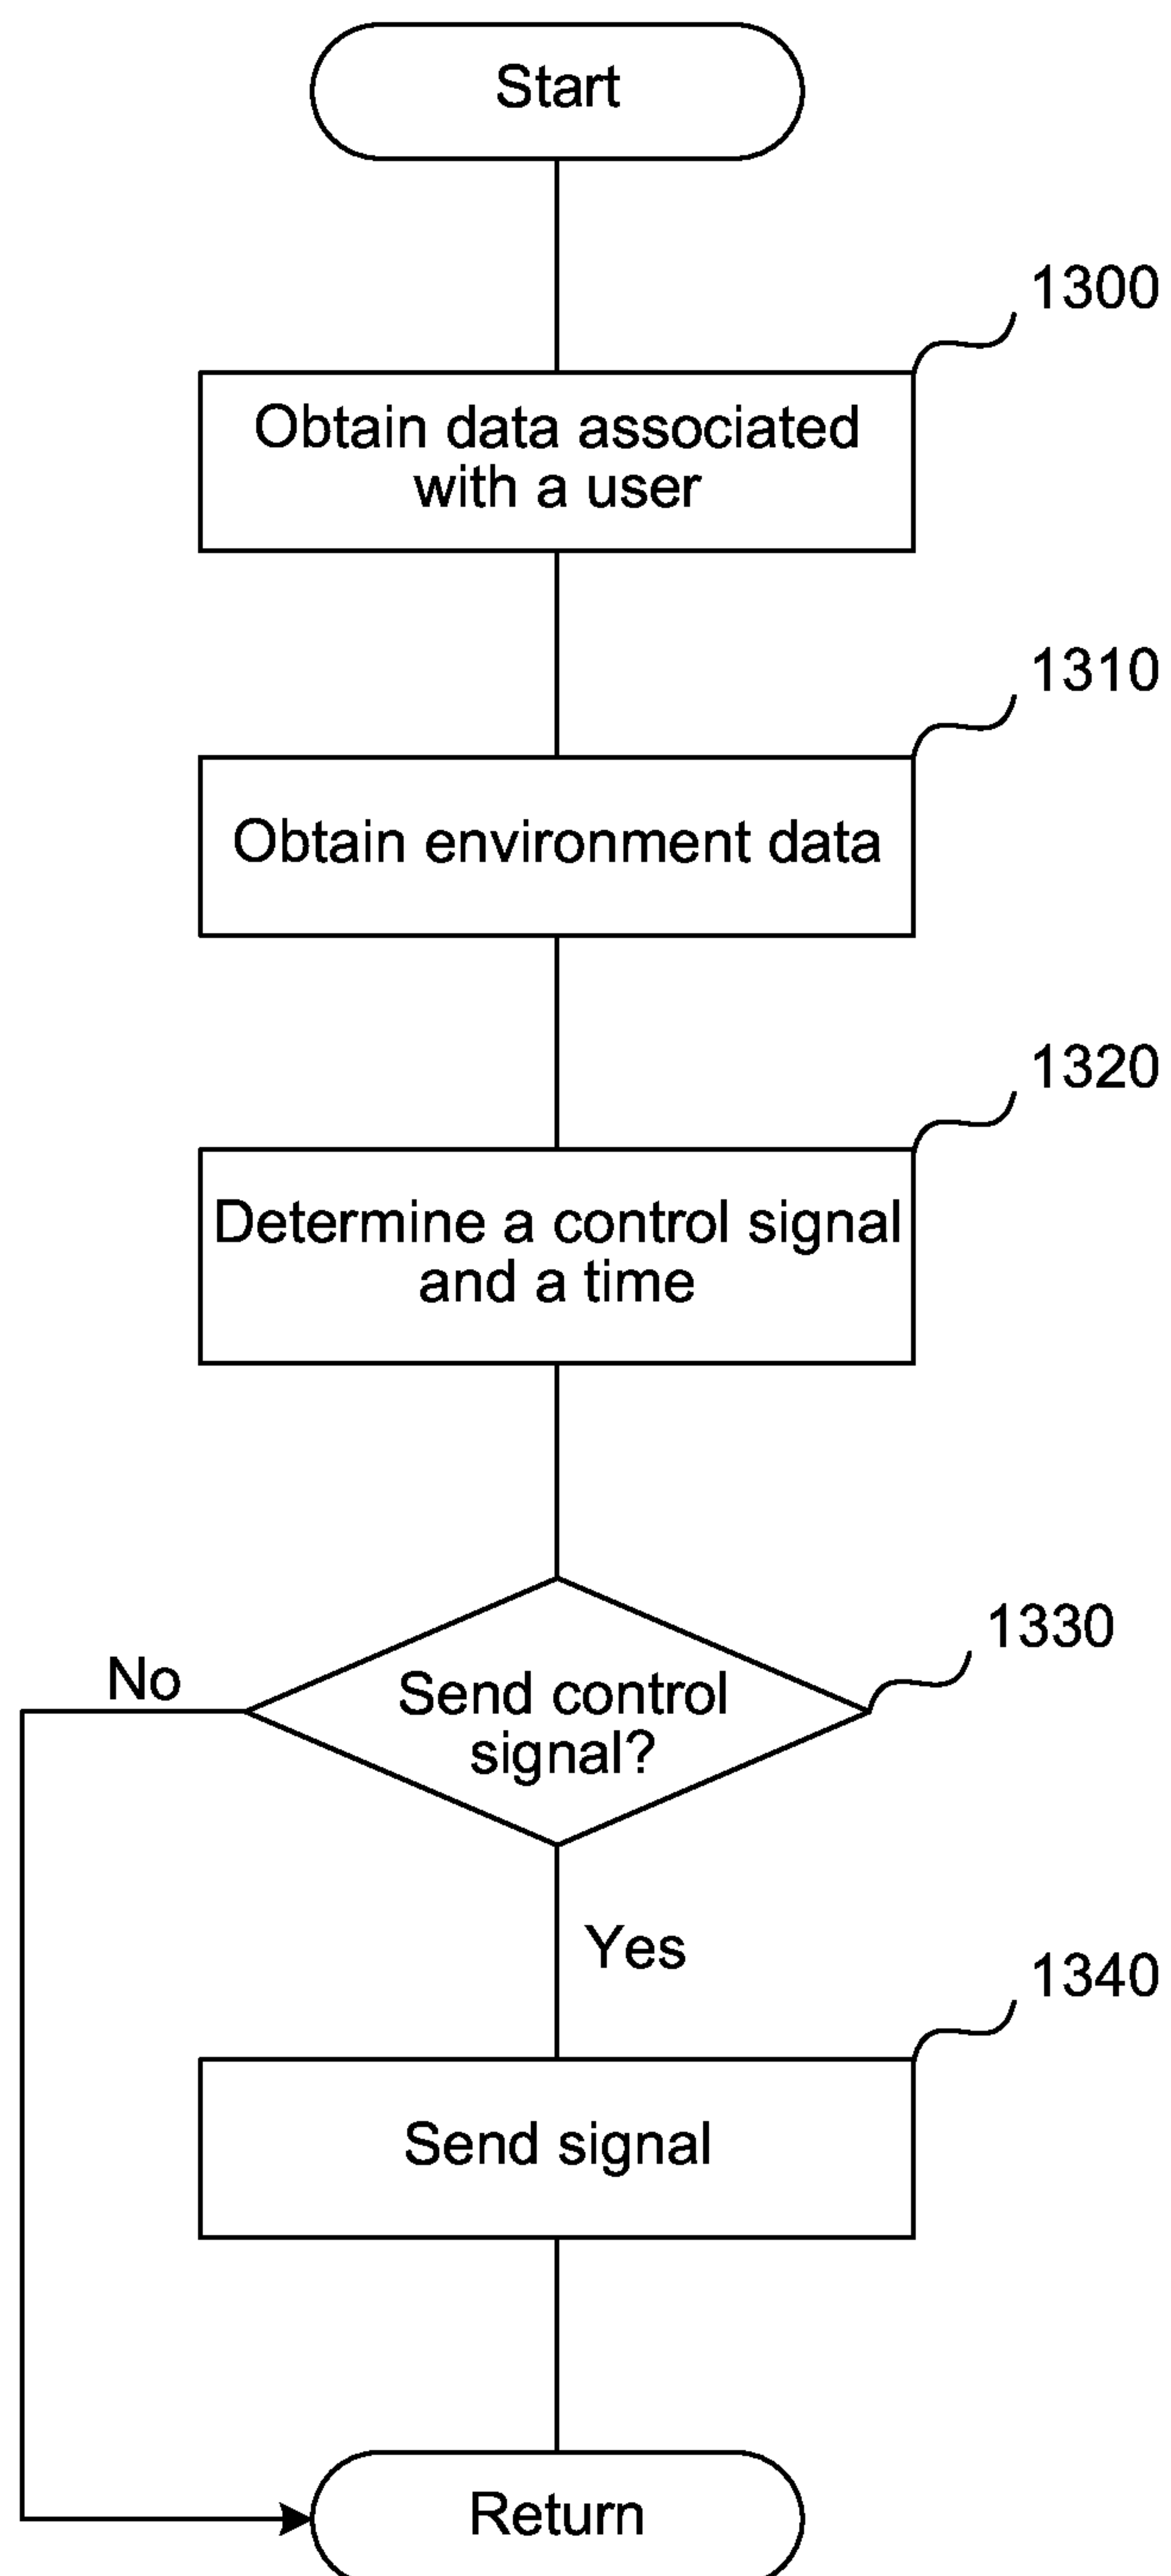 Start
1300
Obtain data associated
with a user
1310
Obtain environment data
1320
Determine a control signal
and a time
1330
No
Send control
signal?
Yes
1340
Send signal
Return